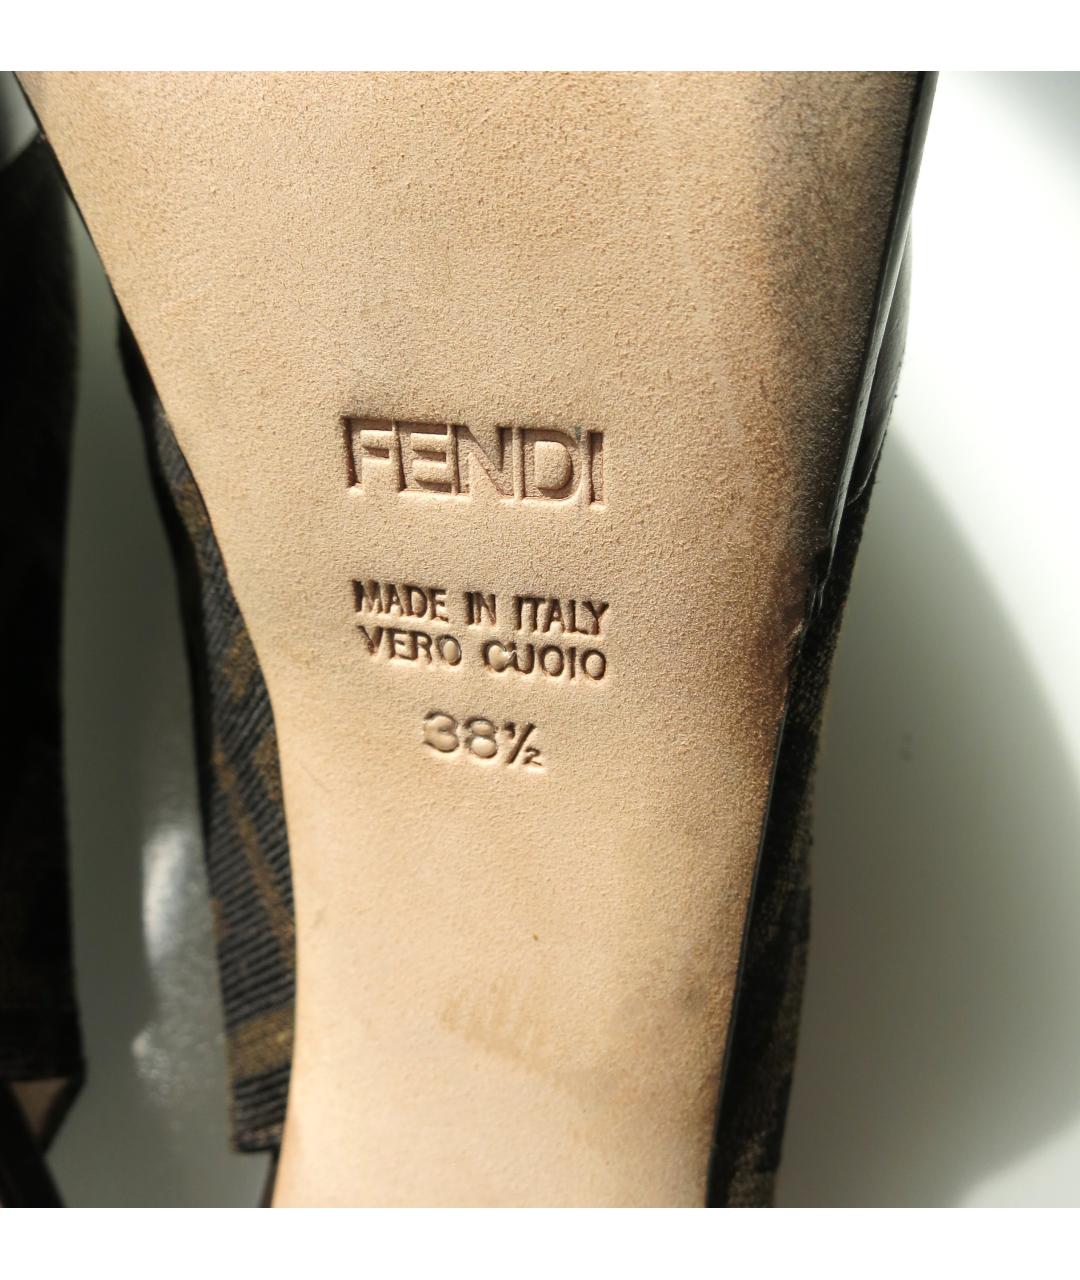 FENDI
MADE IN ITALY
VERO CUOIO
38½